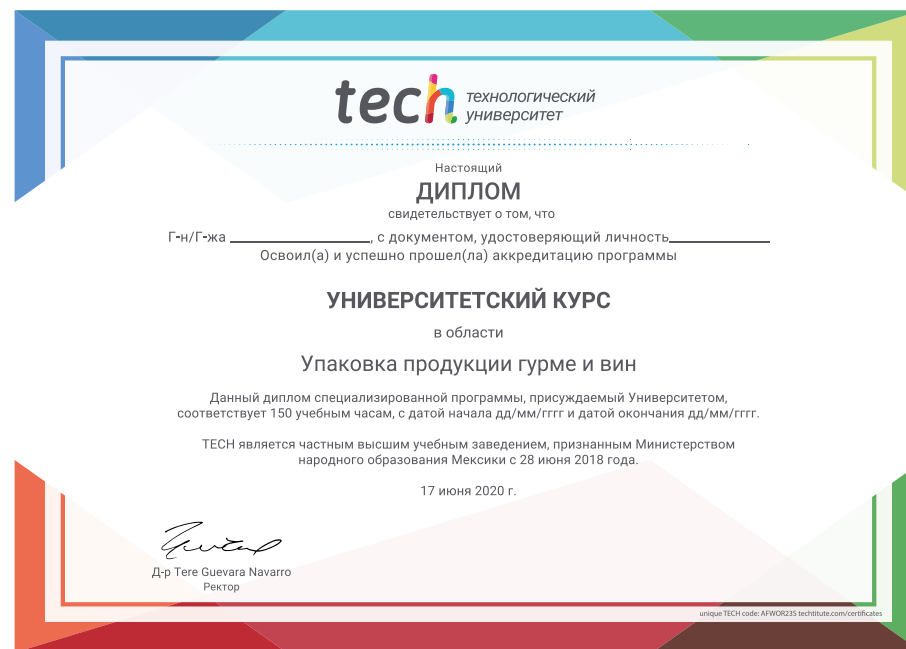 tech технологический
университет
Настоящий
ДИПЛОМ
свидетельствует о том, что
Г-н/Г-жа ____________________, с документом, удостоверяющий личность_______________
Освоил(а) и успешно прошел(ла) аккредитацию программы
УНИВЕРСИТЕТСКИЙ КУРС
в области
Упаковка продукции гурме и вин
Данный диплом специализированной программы, присуждаемый Университетом,
соответствует 150 учебным часам, с датой начала дд/мм/гггг и датой окончания дд/мм/гггг.
TECH является частным высшим учебным заведением, признанным Министерством
народного образования Мексики с 28 июня 2018 года.
17 июня 2020 г.
Д-р Tere Guevara Navarro
Ректор
unique TECH code: AFWOR235 techtitute.com/certificates